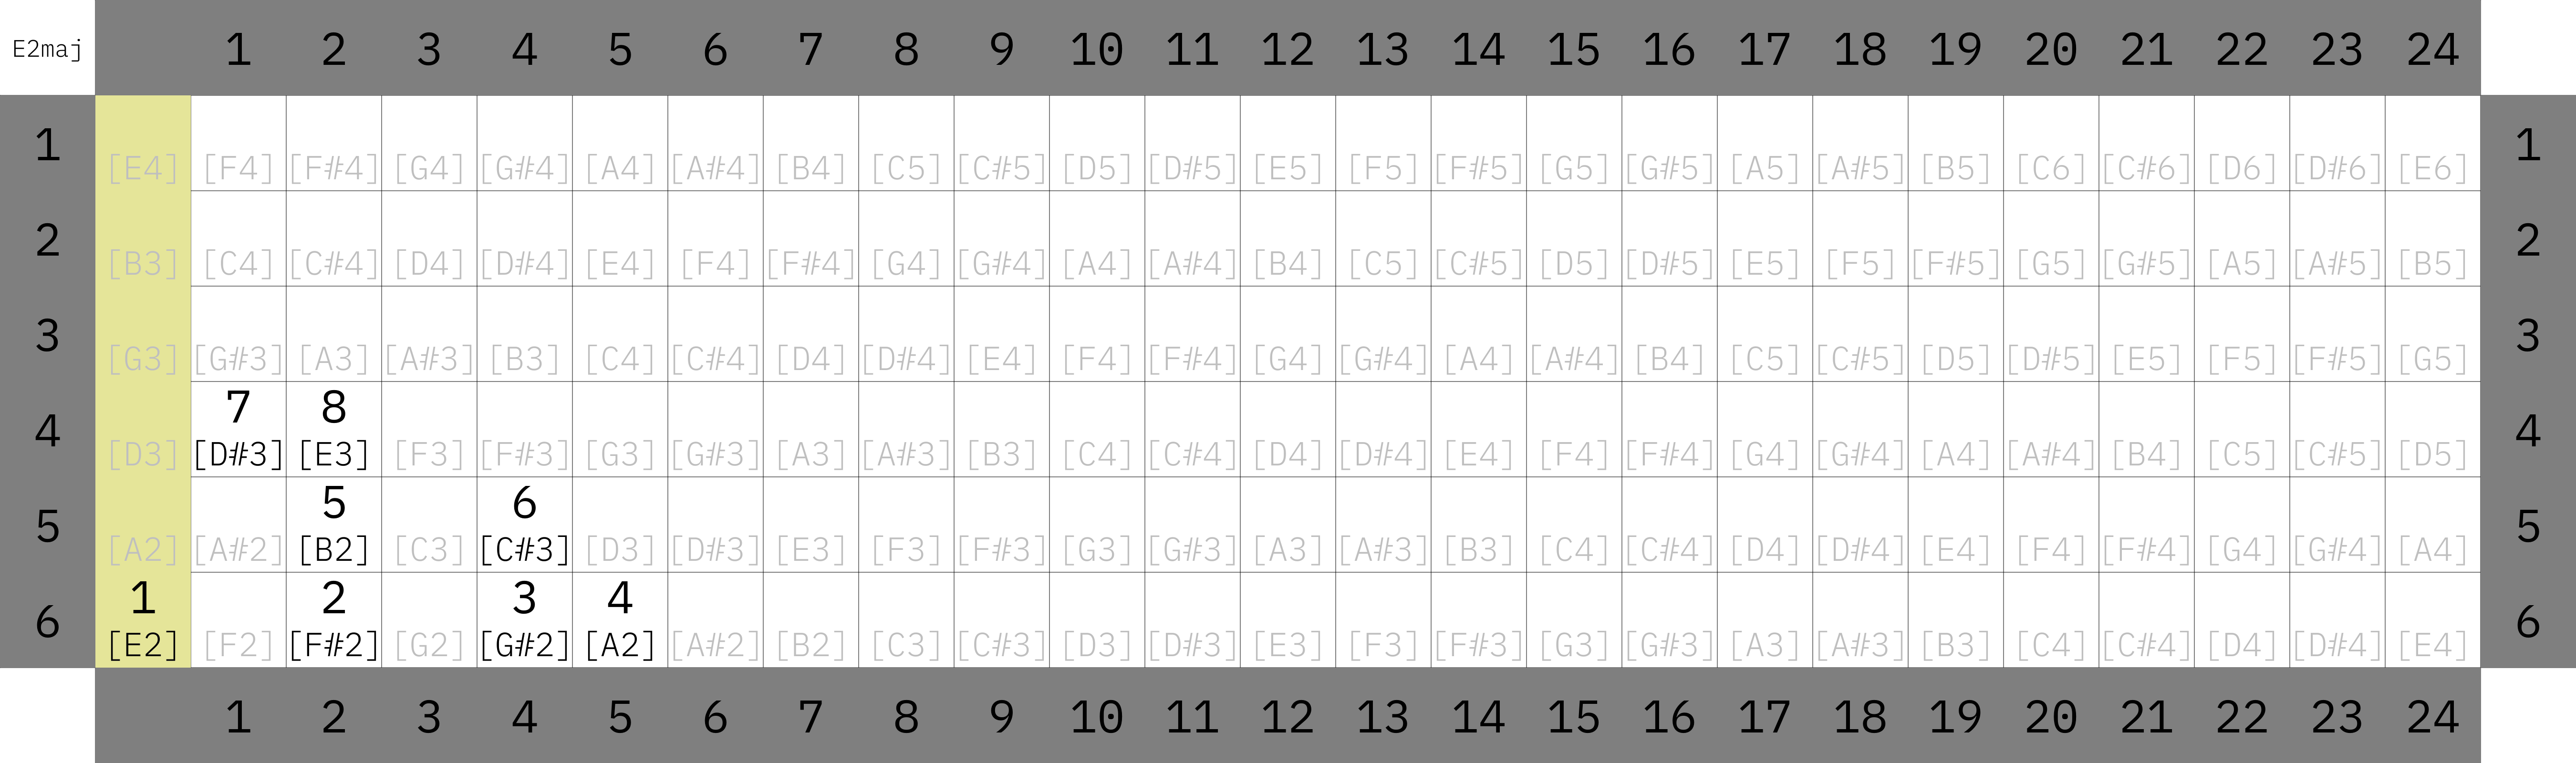 E2maj 1 2 3 4 5 6 7 8 9 10 11 12 13 14 15 16 17 18 19 20 21 22 23 24
1 [E4] [F4] [F#4] [G4] [G#4] [A4] [A#4] [B4] [C5] [C#5] [D5] [D#5] [E5] [F5] [F#5] [G5] [G#5] [A5] [A#5] [B5] [C6] [C#6] [D6] [D#6] [E6] 1
2 [B3] [C4] [C#4] [D4] [D#4] [E4] [F4] [F#4] [G4] [G#4] [A4] [A#4] [B4] [C5] [C#5] [D5] [D#5] [E5] [F5] [F#5] [G5] [G#5] [A5] [A#5] [B5] 2
3 [G3] [G#3] [A3] [A#3] [B3] [C4] [C#4] [D4] [D#4] [E4] [F4] [F#4] [G4] [G#4] [A4] [A#4] [B4] [C5] [C#5] [D5] [D#5] [E5] [F5] [F#5] [G5] 3
7 8
4 [D3] [D#3] [E3] [F3] [F#3] [G3] [G#3] [A3] [A#3] [B3] [C4] [C#4] [D4] [D#4] [E4] [F4] [F#4] [G4] [G#4] [A4] [A#4] [B4] [C5] [C#5] [D5] 4
5 6
5 [A2] [A#2] [B2] [C3] [C#3] [D3] [D#3] [E3] [F3] [F#3] [G3] [G#3] [A3] [A#3] [B3] [C4] [C#4] [D4] [D#4] [E4] [F4] [F#4] [G4] [G#4] [A4] 5
1 2 3 4
6 [E2] [F2] [F#2] [G2] [G#2] [A2] [A#2] [B2] [C3] [C#3] [D3] [D#3] [E3] [F3] [F#3] [G3] [G#3] [A3] [A#3] [B3] [C4] [C#4] [D4] [D#4] [E4] 6
1 2 3 4 5 6 7 8 9 10 11 12 13 14 15 16 17 18 19 20 21 22 23 24